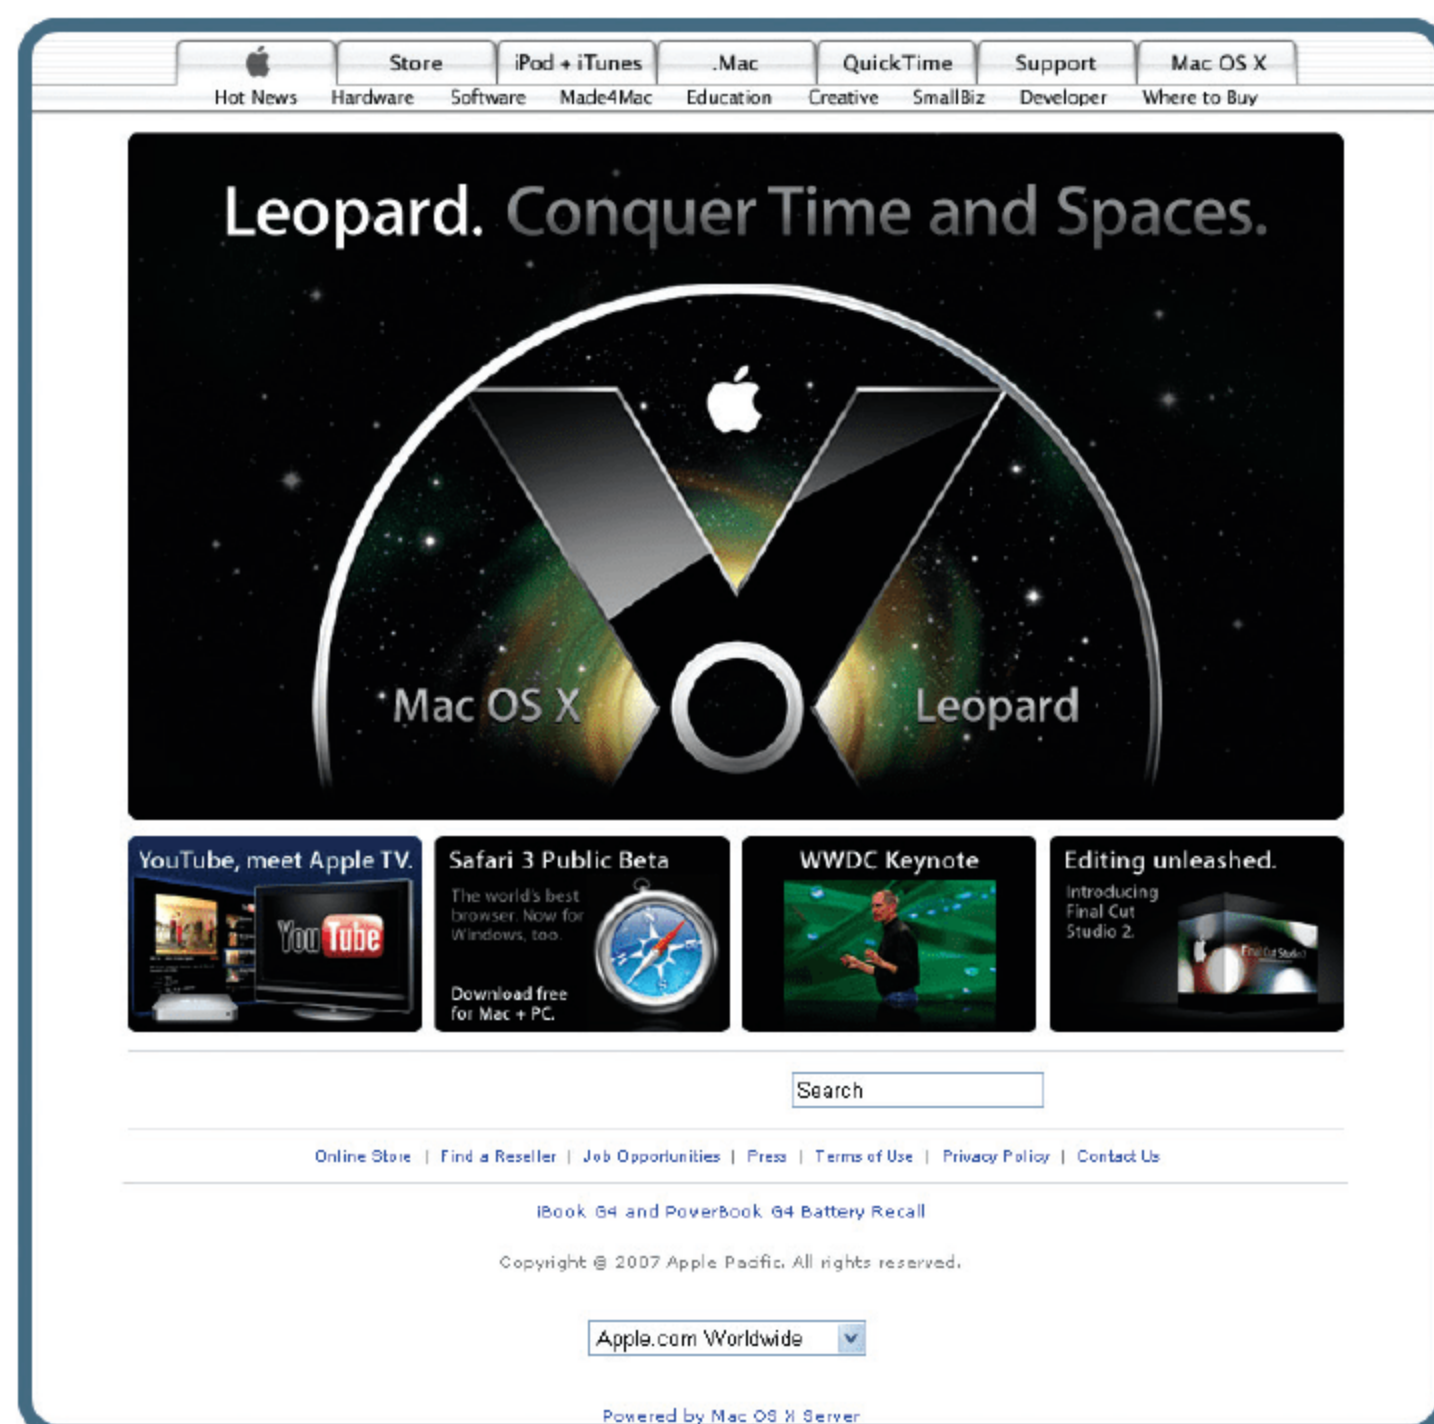 Store iPod + iTunes .Mac QuickTime Support Mac OS X
Hot News Hardware Software Made4Mac Education Creative SmallBiz Developer Where to Buy
Leopard. Conquer Time and Spaces.
Mac OS X Leopard
YouTube, meet Apple TV.
YouTube
Safari 3 Public Beta
The world's best
browser. Now for
Windows, too.
Download free
for Mac + PC.
WWDC Keynote
Editing unleashed.
Introducing
Final Cut
Studio 2.
Final Cut Studio
Search
Online Store | Find a Reseller | Job Opportunities | Press | Terms of Use | Privacy Policy | Contact Us
iBook G4 and PowerBook G4 Battery Recall
Copyright © 2007 Apple Pacific. All rights reserved.
Apple.com Worldwide
Powered by Mac OS X Server